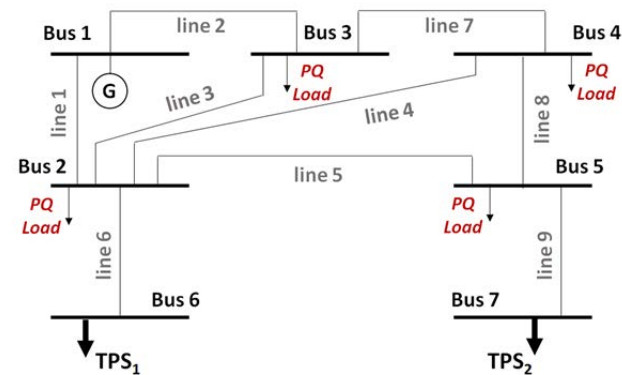 Bus 1
line 2
Bus 3
line 7
Bus 4
G
PQ
Load
PQ
Load
line 1
line 3
line 4
line 8
Bus 2
line 5
Bus 5
PQ
Load
PQ
Load
line 6
line 9
Bus 6
Bus 7
TPS₁
TPS₂